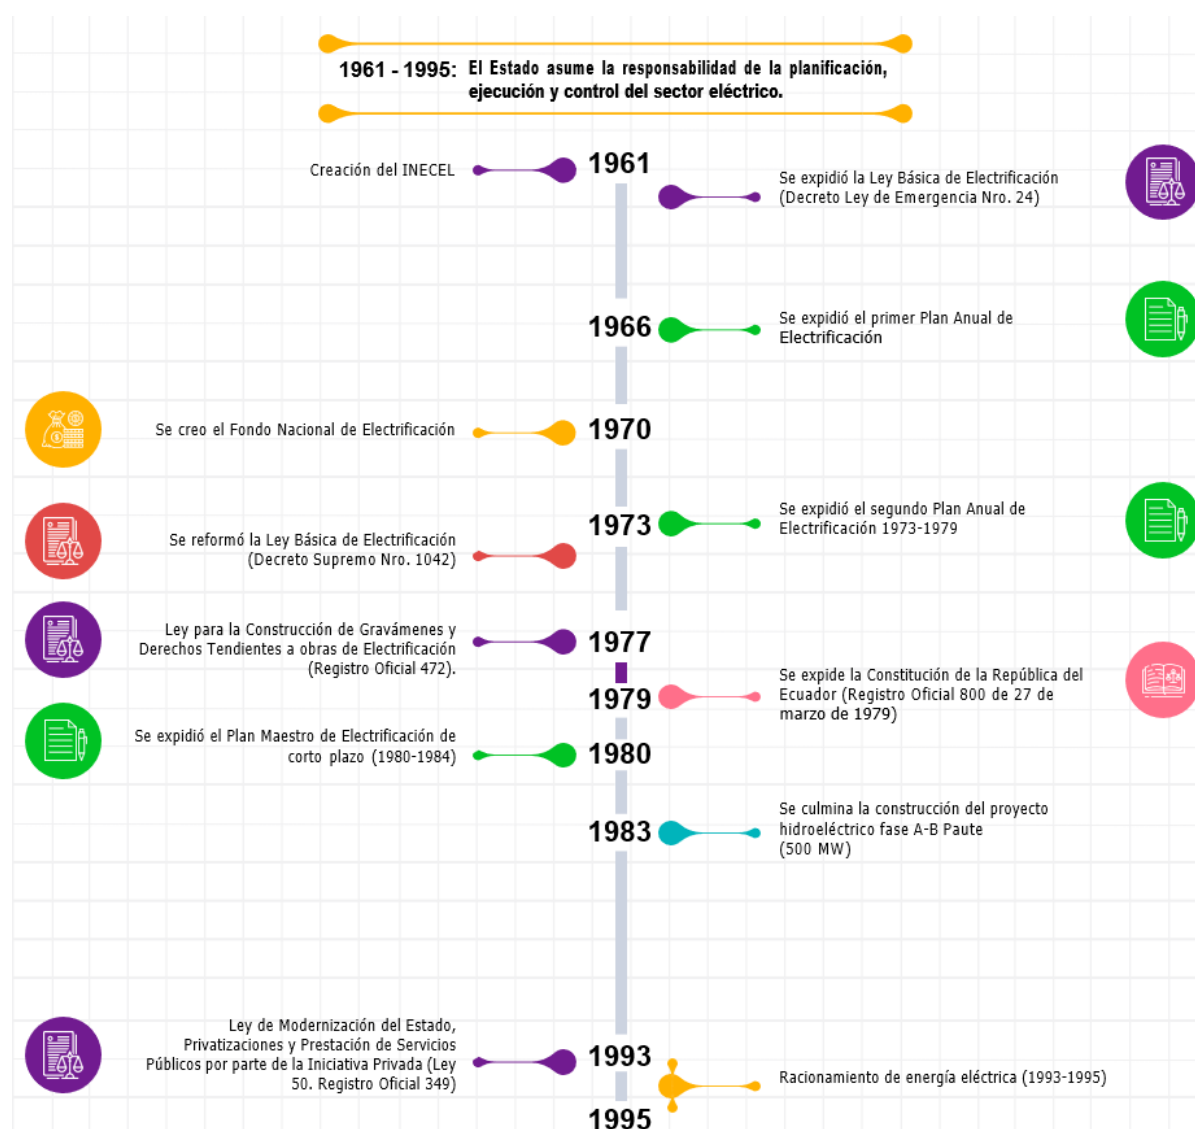 1961 - 1995: El Estado asume la responsabilidad de la planificación,
ejecución y control del sector eléctrico.
1961
Creación del INECEL
Se expidió la Ley Básica de Electrificación
(Decreto Ley de Emergencia Nro. 24)
1966
Se expidió el primer Plan Anual de
Electrificación
Se creo el Fondo Nacional de Electrificación
1970
1973
Se expidió el segundo Plan Anual de
Electrificación 1973-1979
Se reformó la Ley Básica de Electrificación
(Decreto Supremo Nro. 1042)
Ley para la Construcción de Gravámenes y
Derechos Tendientes a obras de Electrificación
(Registro Oficial 472).
1977
1979
Se expide la Constitución de la República del
Ecuador (Registro Oficial 800 de 27 de
marzo de 1979)
Se expidió el Plan Maestro de Electrificación de
corto plazo (1980-1984)
1980
1983
Se culmina la construcción del proyecto
hidroeléctrico fase A-B Paute
(500 MW)
Ley de Modernización del Estado,
Privatizaciones y Prestación de Servicios
Públicos por parte de la Iniciativa Privada (Ley
50. Registro Oficial 349)
1993
Racionamiento de energía eléctrica (1993-1995)
1995